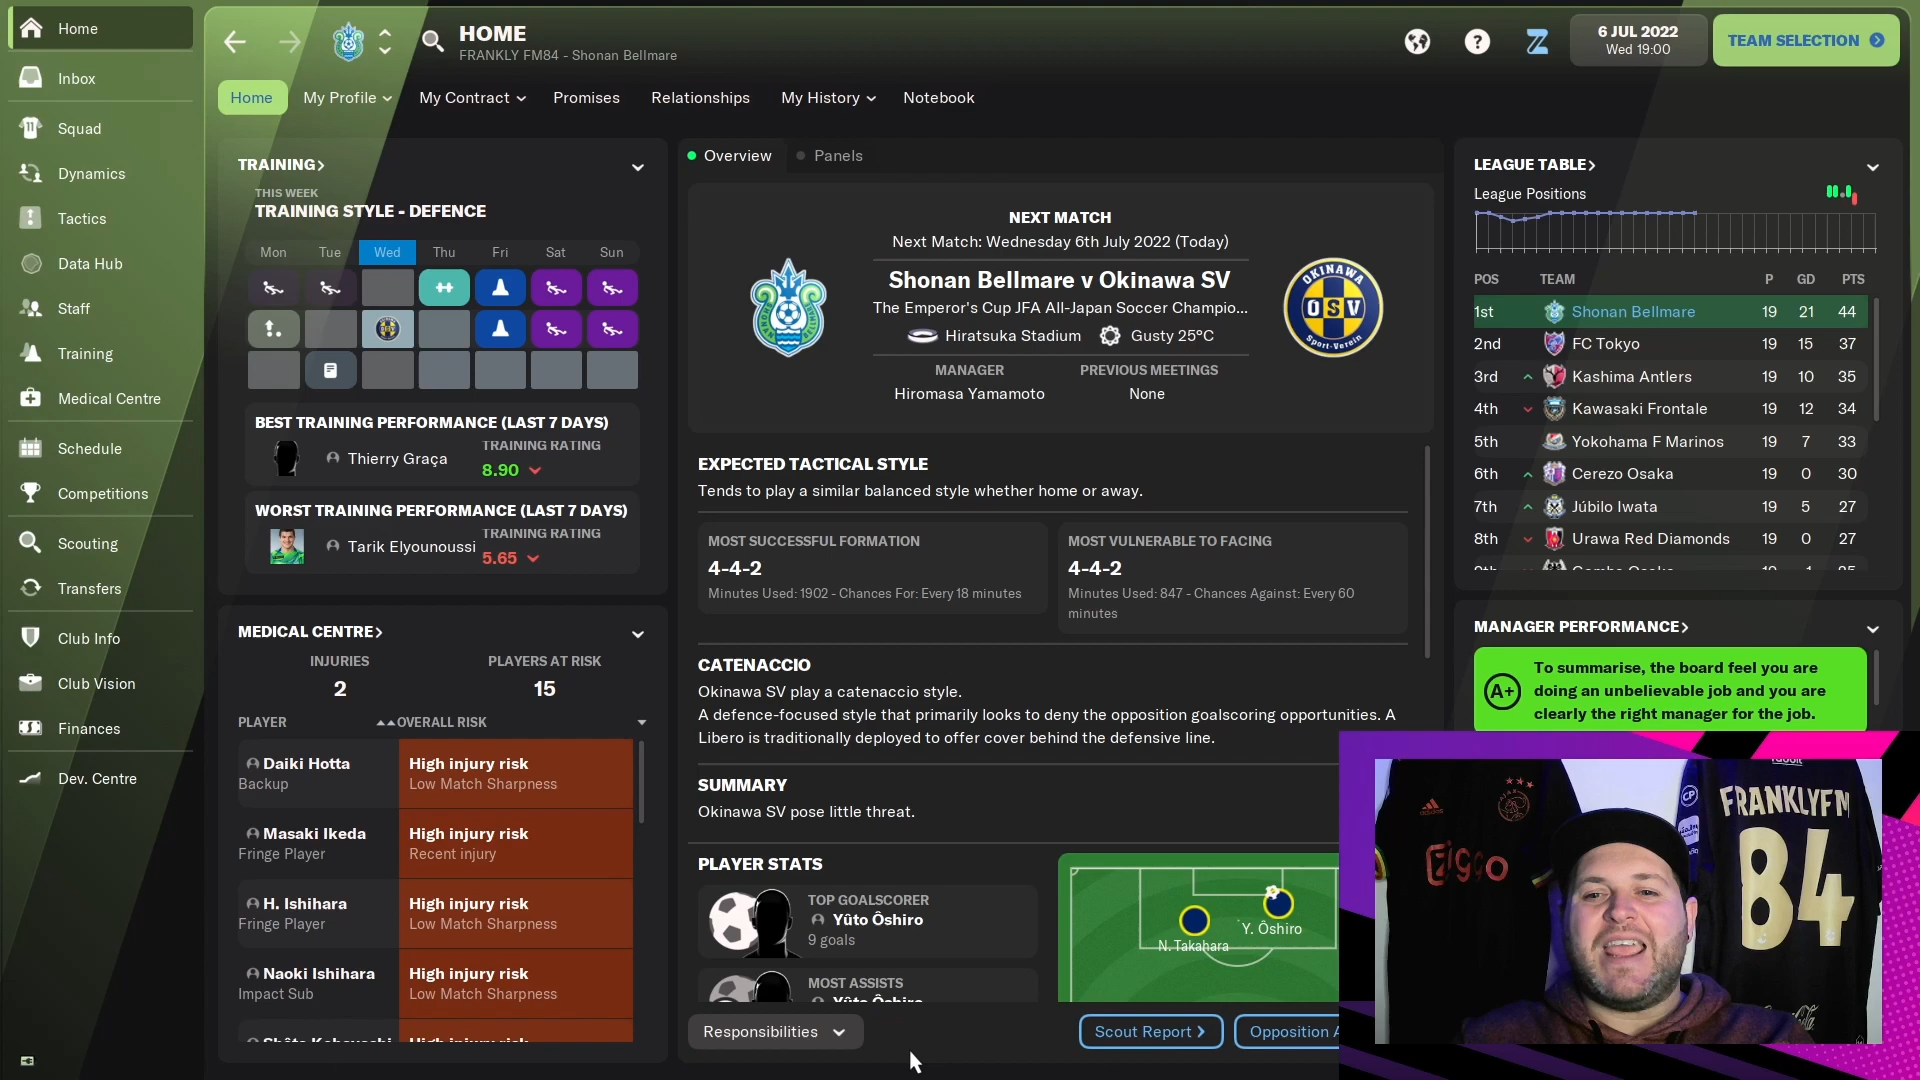 Home
Inbox
Squad
Dynamics
Tactics
Data Hub
Staff
Training
Medical Centre
Schedule
Competitions
Scouting
Transfers
Club Info
Club Vision
Finances
Dev. Centre
HOME
FRANKLY FM84 - Shonan Bellmare
6 JUL 2022
Wed 19:00
TEAM SELECTION
Home
My Profile
My Contract
Promises
Relationships
My History
Notebook
TRAINING
THIS WEEK
TRAINING STYLE - DEFENCE
Mon Tue Wed Thu Fri Sat Sun
BEST TRAINING PERFORMANCE (LAST 7 DAYS)
TRAINING RATING
Thierry Graça
8.90
WORST TRAINING PERFORMANCE (LAST 7 DAYS)
TRAINING RATING
Tarik Elyounoussi
5.65
MEDICAL CENTRE
INJURIES PLAYERS AT RISK
2 15
PLAYER OVERALL RISK
Daiki Hotta High injury risk
Backup Low Match Sharpness
Masaki Ikeda High injury risk
Fringe Player Recent injury
H. Ishihara High injury risk
Fringe Player Low Match Sharpness
Naoki Ishihara High injury risk
Impact Sub Low Match Sharpness
High injury risk
Overview Panels
NEXT MATCH
Next Match: Wednesday 6th July 2022 (Today)
Shonan Bellmare v Okinawa SV
The Emperor's Cup JFA All-Japan Soccer Champio...
Hiratsuka Stadium Gusty 25°C
MANAGER PREVIOUS MEETINGS
Hiromasa Yamamoto None
OKINAWA
OSV
Sport-Verein
EXPECTED TACTICAL STYLE
Tends to play a similar balanced style whether home or away.
MOST SUCCESSFUL FORMATION
4-4-2
Minutes Used: 1902 - Chances For: Every 18 minutes
MOST VULNERABLE TO FACING
4-4-2
Minutes Used: 847 - Chances Against: Every 60
minutes
CATENACCIO
Okinawa SV play a catenaccio style.
A defence-focused style that primarily looks to deny the opposition goalscoring opportunities. A
Libero is traditionally deployed to offer cover behind the defensive line.
SUMMARY
Okinawa SV pose little threat.
PLAYER STATS
TOP GOALSCORER
Yûto Ôshiro
9 goals
MOST ASSISTS
Yûto Ôshiro
N. Takahara
Y. Ôshiro
Responsibilities
Scout Report
Opposition A
LEAGUE TABLE
League Positions
POS TEAM P GD PTS
1st Shonan Bellmare 19 21 44
2nd FC Tokyo 19 15 37
3rd Kashima Antlers 19 10 35
4th Kawasaki Frontale 19 12 34
5th Yokohama F Marinos 19 7 33
6th Cerezo Osaka 19 0 30
7th Júbilo Iwata 19 5 27
8th Urawa Red Diamonds 19 0 27
MANAGER PERFORMANCE
A+
To summarise, the board feel you are
doing an unbelievable job and you are
clearly the right manager for the job.
adidas
Ziggo
CP
FRANKLYFM
84